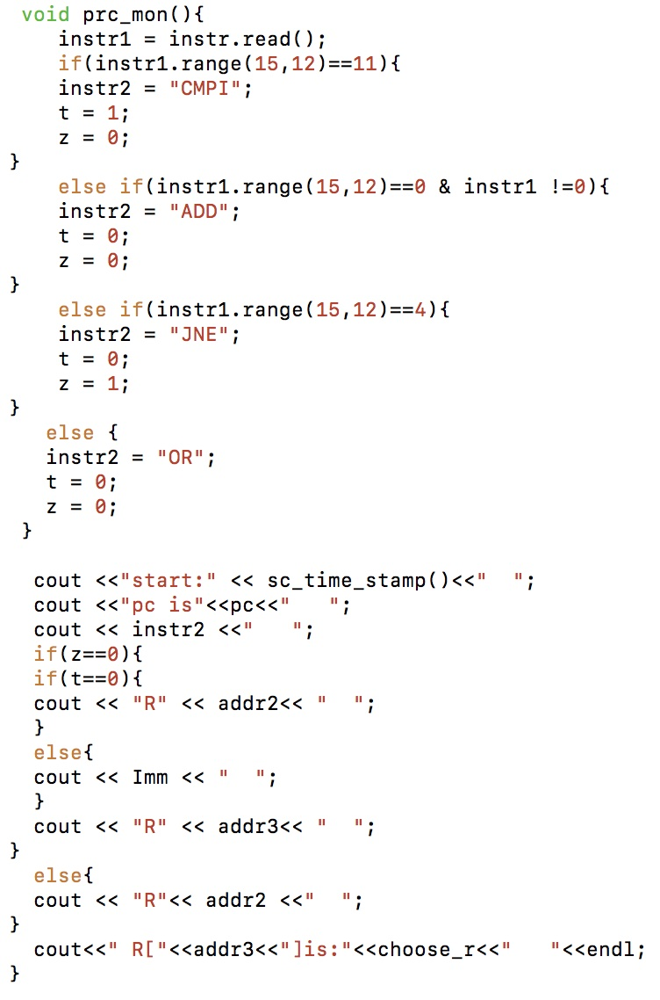 void prc_mon(){
instr1 = instr.read();
if(instr1.range(15,12)==11){
instr2 = "CMPI";
t = 1;
z = 0;
}
else if(instr1.range(15,12)==0 & instr1 !=0){
instr2 = "ADD";
t = 0;
z = 0;
}
else if(instr1.range(15,12)==4){
instr2 = "JNE";
t = 0;
z = 1;
}
else {
instr2 = "OR";
t = 0;
z = 0;
}
cout <<"start:" << sc_time_stamp()<<"  ";
cout <<"pc is"<<pc<<"   ";
cout << instr2 <<"   ";
if(z==0){
if(t==0){
cout << "R" << addr2<< "  ";
}
else{
cout << Imm << "  ";
}
cout << "R" << addr3<< "  ";
}
else{
cout << "R"<< addr2 <<"  ";
}
cout<<" R["<<addr3<<"]is:"<<choose_r<<"   "<<endl;
}